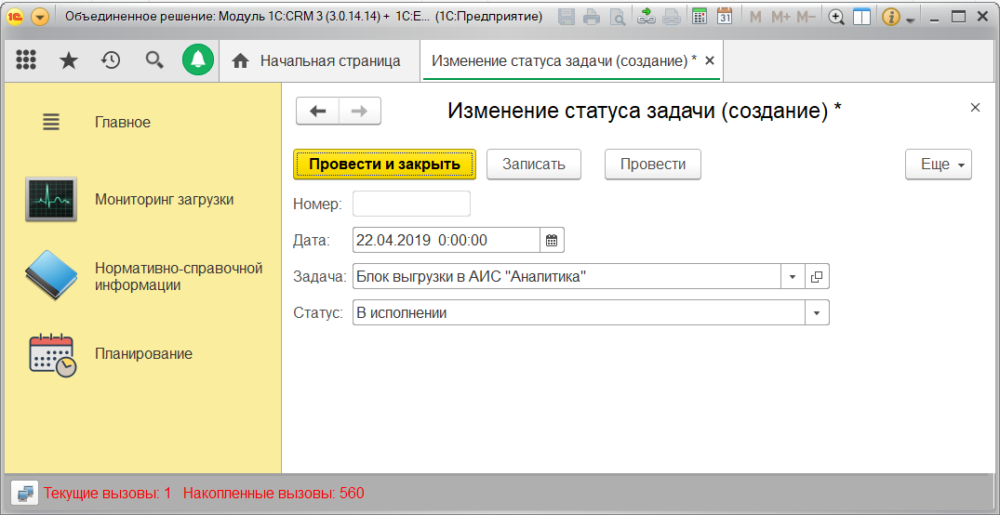 Объединенное решение: Модуль 1С:CRM 3 (3.0.14.14) + 1С:Е... (1С:Предприятие)
31 M M+ M-
Начальная страница
Изменение статуса задачи (создание) *
Главное
Мониторинг загрузки
Нормативно-справочной
информации
Планирование
Изменение статуса задачи (создание) *
Провести и закрыть
Записать
Провести
Еще
Номер:
Дата: 22.04.2019 0:00:00
Задача: Блок выгрузки в АИС "Аналитика"
Статус: В исполнении
Текущие вызовы: 1 Накопленные вызовы: 560